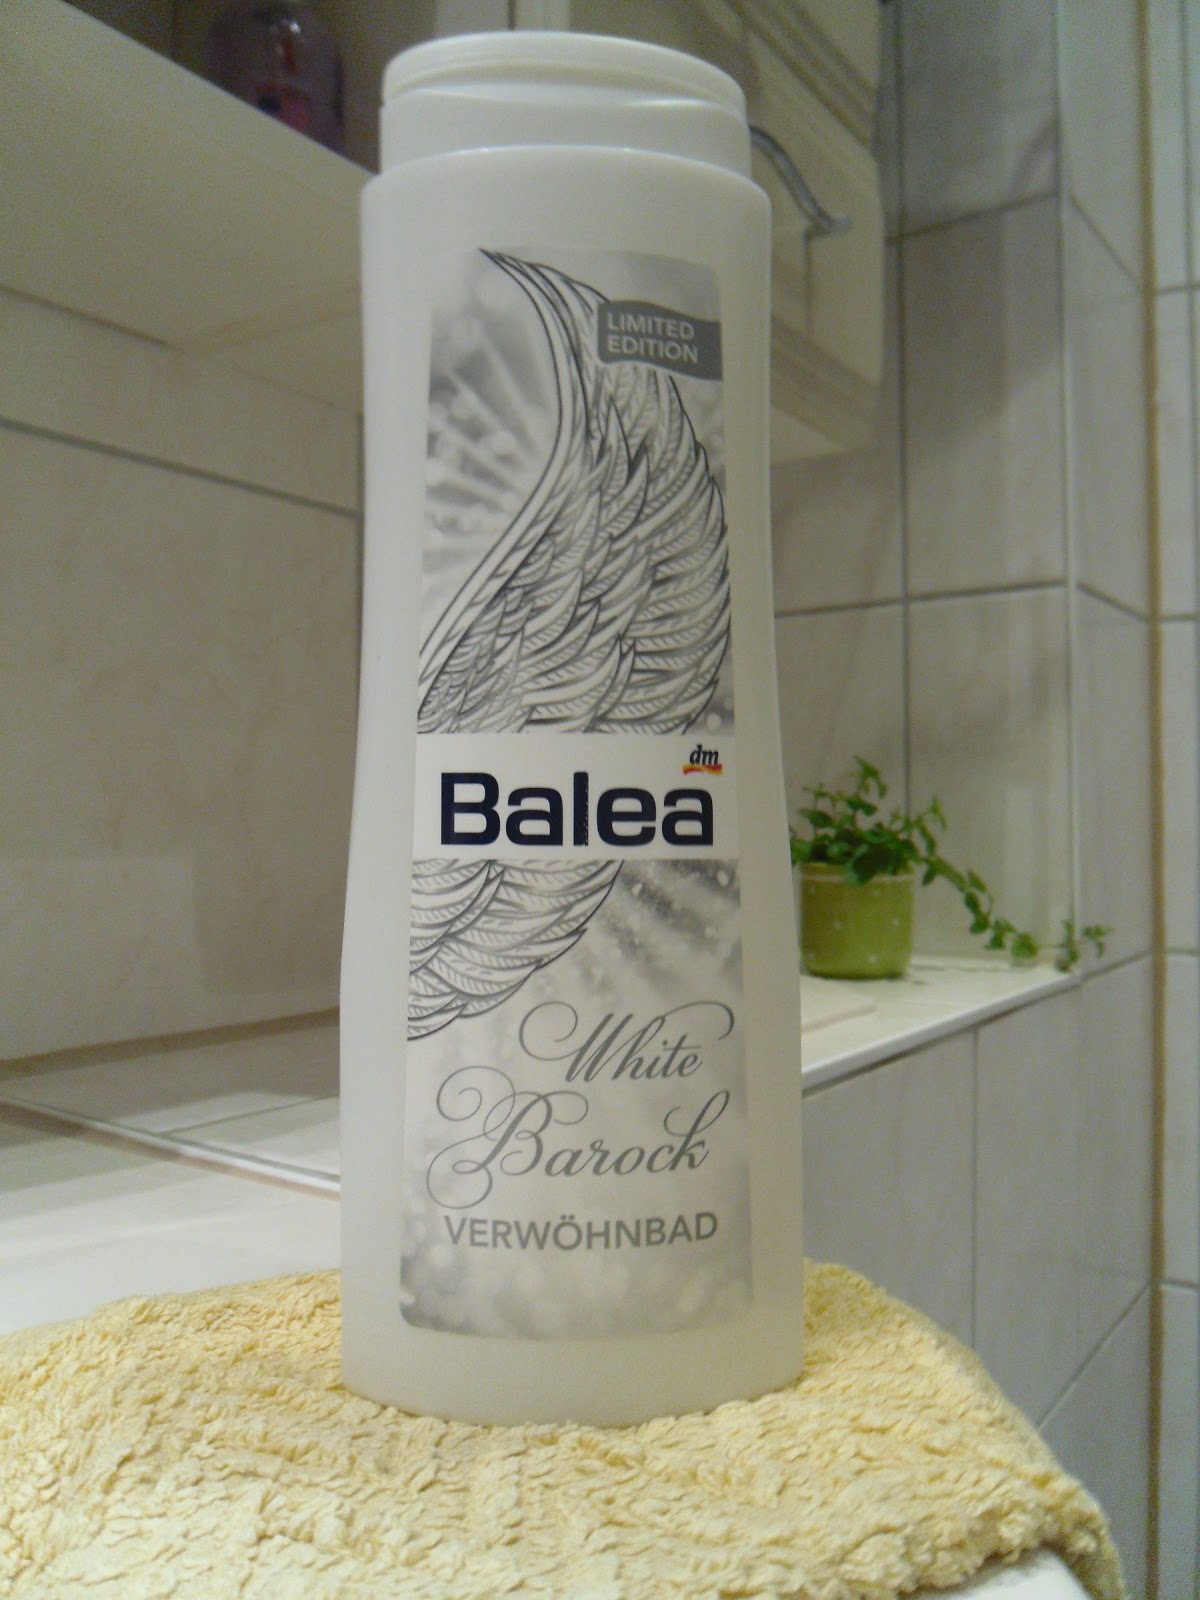 LIMITED
EDITION
dm
Balea
White
Barock
VERWÖHNBAD